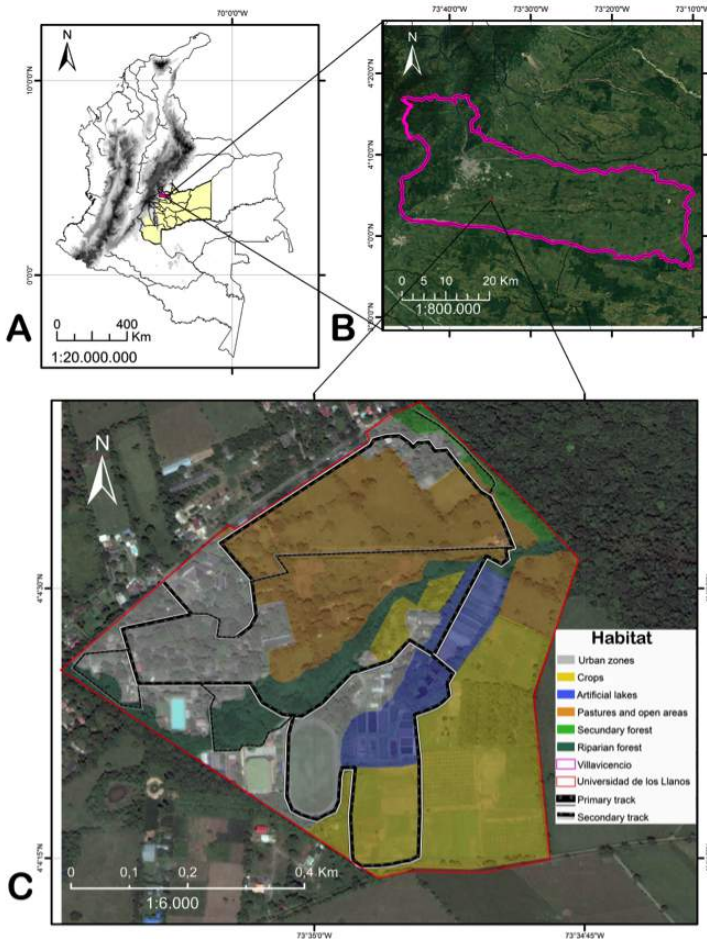 70°0'0"W
N
10°0'0"N
0°0'0"
0 400
Km
1:20.000.000
A
73°40'0"W 73°30'0"W 73°20'0"W 73°10'0"W
N
4°20'0"N
4°10'0"N
4°0'0"N
0 5 10 20 Km
1:800.000
B
N
4°4'30"N
4°4'15"N
Habitat
Urban zones
Crops
Artificial lakes
Pastures and open areas
Secundary forest
Riparian forest
Villavicencio
Universidad de los Llanos
Primary track
Secondary track
0 0,1 0,2 0,4 Km
1:6.000
C
73°35'0"W 73°34'45"W